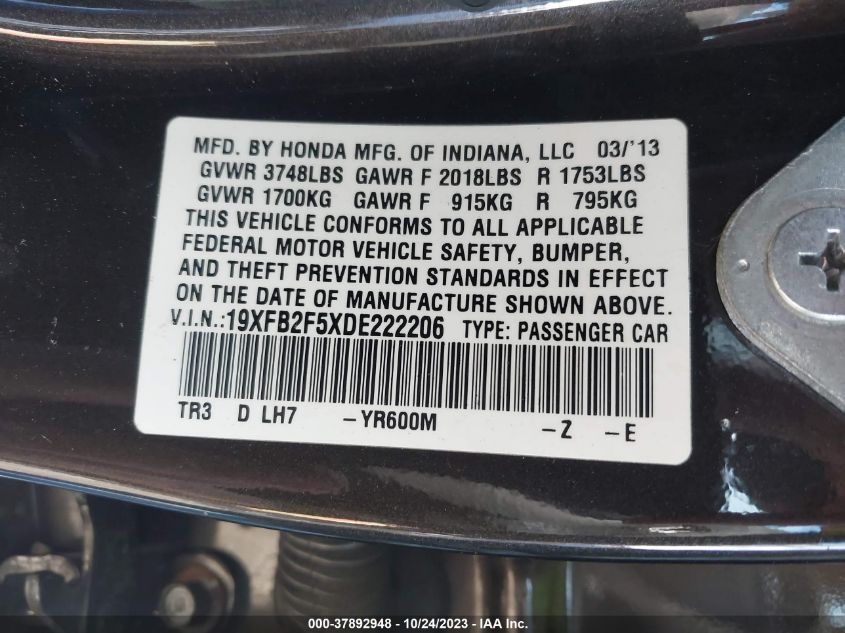 MFD. BY HONDA MFG. OF INDIANA, LLC 03/'13
GVWR 3748LBS GAWR F 2018LBS R 1753LBS
GVWR 1700KG GAWR F 915KG R 795KG
THIS VEHICLE CONFORMS TO ALL APPLICABLE
FEDERAL MOTOR VEHICLE SAFETY, BUMPER,
AND THEFT PREVENTION STANDARDS IN EFFECT
ON THE DATE OF MANUFACTURE SHOWN ABOVE.
V.I.N.:19XFB2F5XDE222206 TYPE: PASSENGER CAR
TR3 D LH7 -YR600M -Z -E
000-37892948 - 10/24/2023 - © IAA Inc.